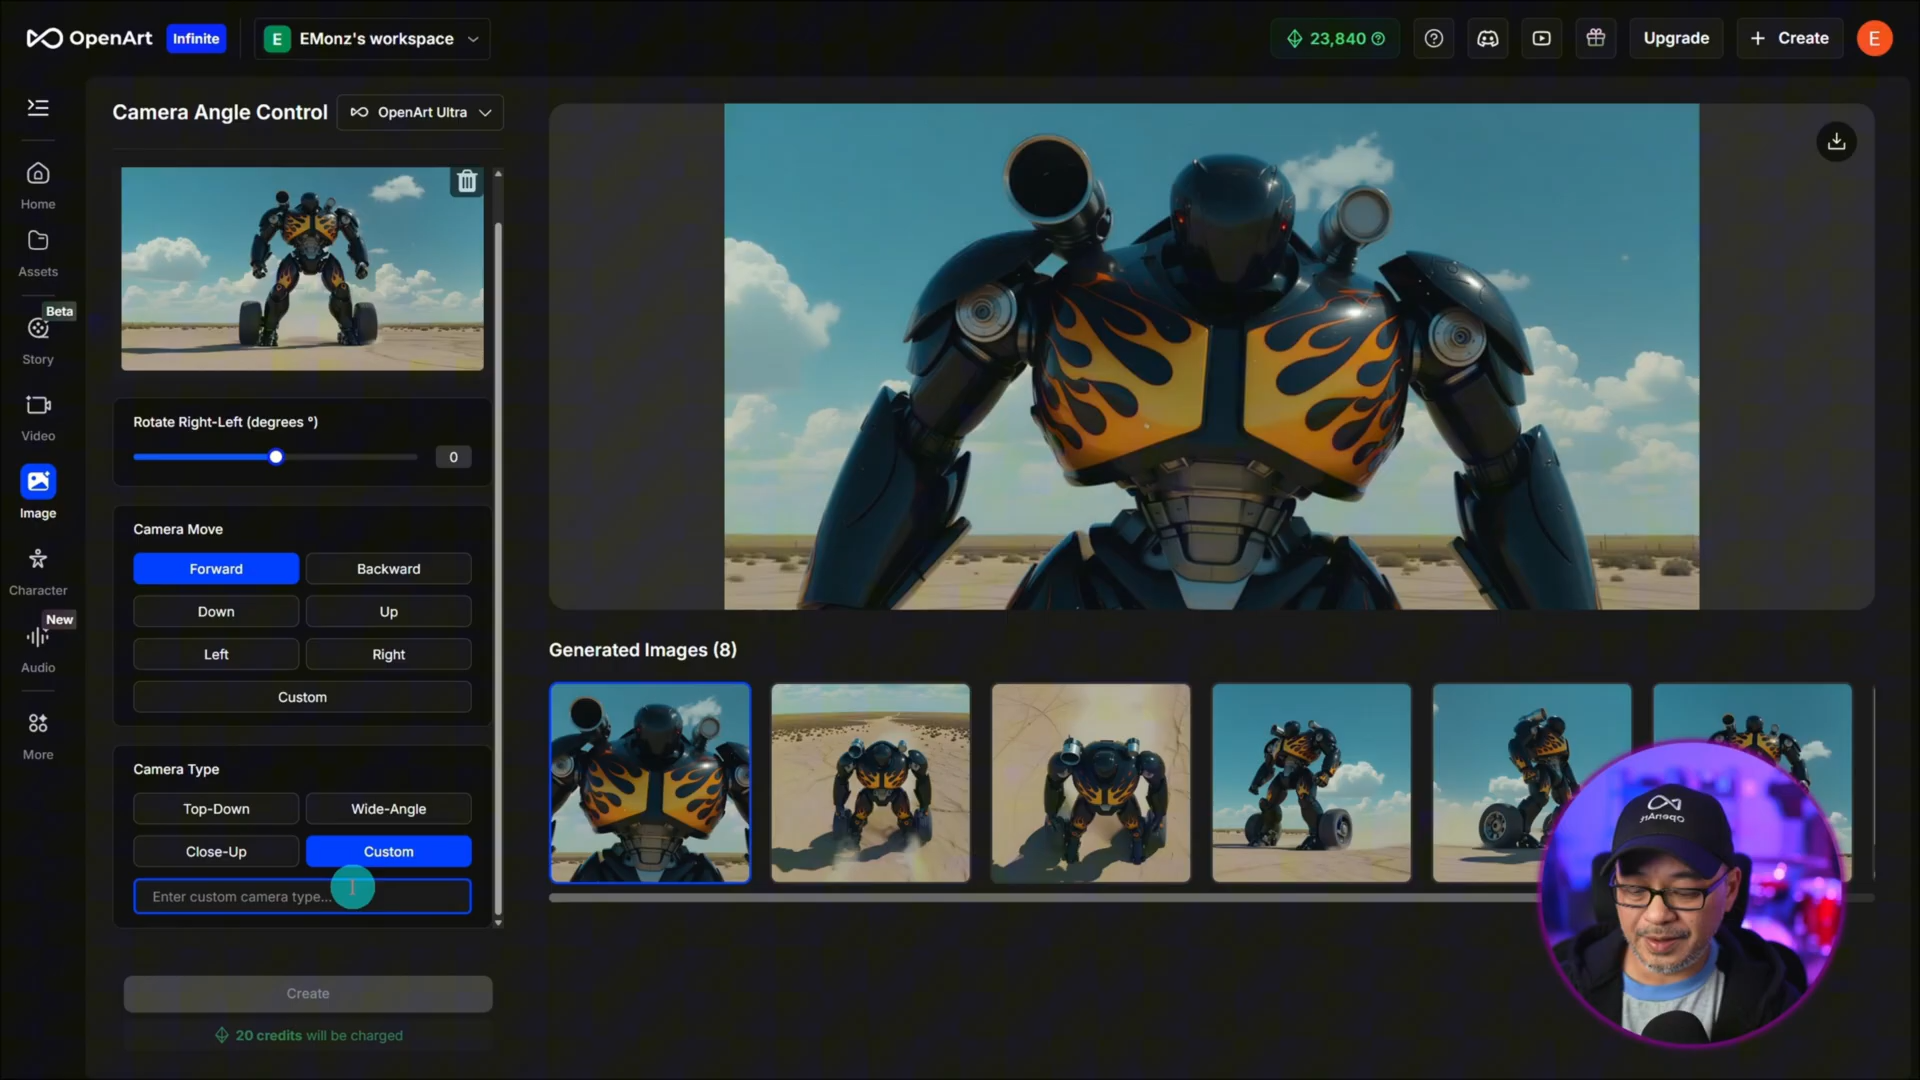 OpenArt Infinite E EMonz's workspace 23,840 Upgrade + Create E
Camera Angle Control OpenArt Ultra
Home
Assets
Beta
Story
Video
Image
Character
New
Audio
More
Rotate Right-Left (degrees °)
0
Camera Move
Forward Backward
Down Up
Left Right
Custom
Camera Type
Top-Down Wide-Angle
Close-Up Custom
Enter custom camera type...
Create
20 credits will be charged
Generated Images (8)
OpenArt